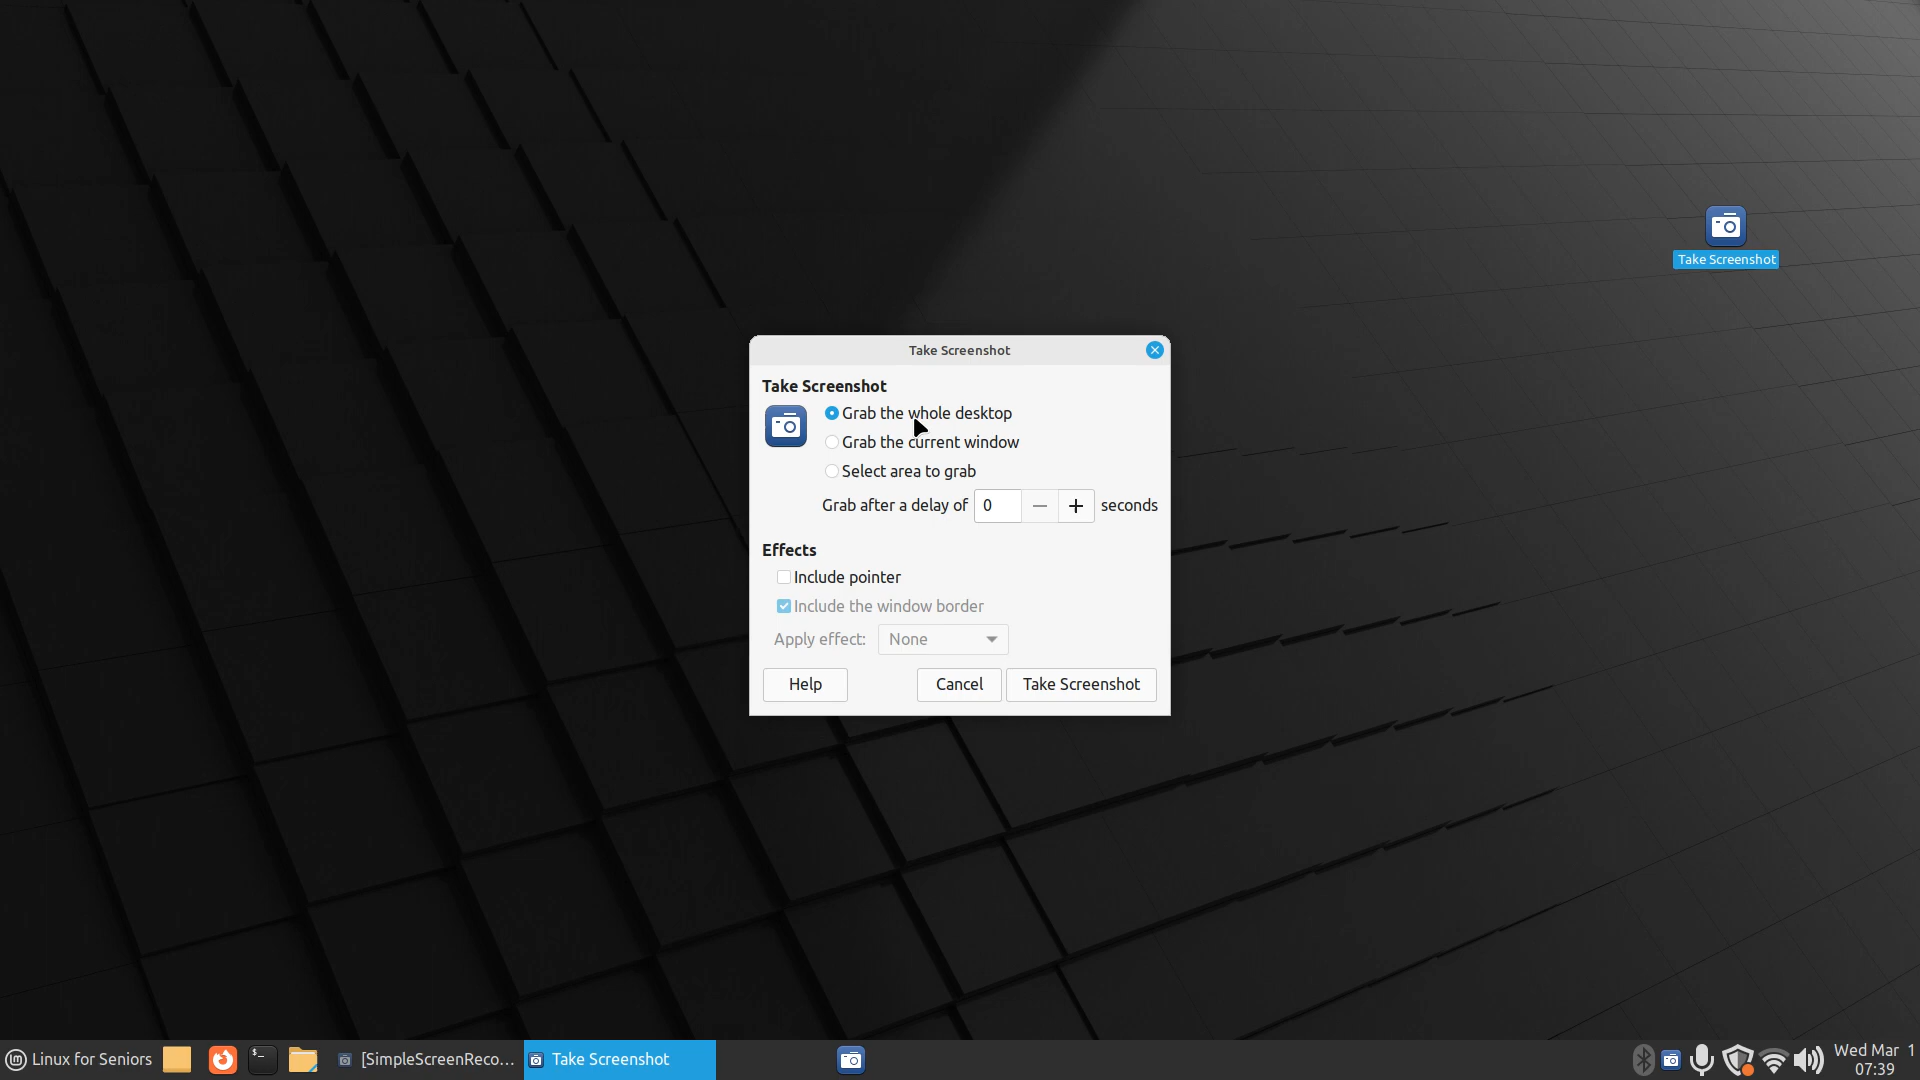 Take Screenshot
Take Screenshot
Take Screenshot
Grab the whole desktop
Grab the current window
Select area to grab
Grab after a delay of 0 − + seconds
Effects
Include pointer
Include the window border
Apply effect: None
Help Cancel Take Screenshot
Linux for Seniors [SimpleScreenReco... Take Screenshot Wed Mar 1
07:39